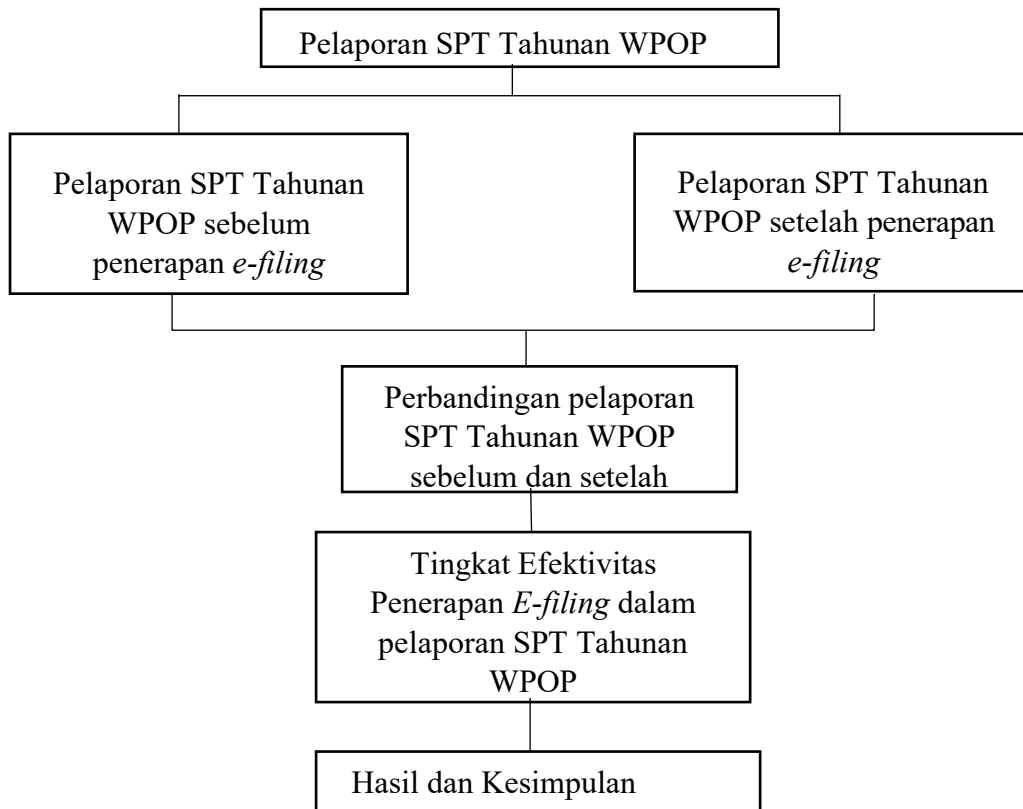 Pelaporan SPT Tahunan WPOP
Pelaporan SPT Tahunan
WPOP sebelum
penerapan e-filing
Pelaporan SPT Tahunan
WPOP setelah penerapan
e-filing
Perbandingan pelaporan
SPT Tahunan WPOP
sebelum dan setelah
Tingkat Efektivitas
Penerapan E-filing dalam
pelaporan SPT Tahunan
WPOP
Hasil dan Kesimpulan